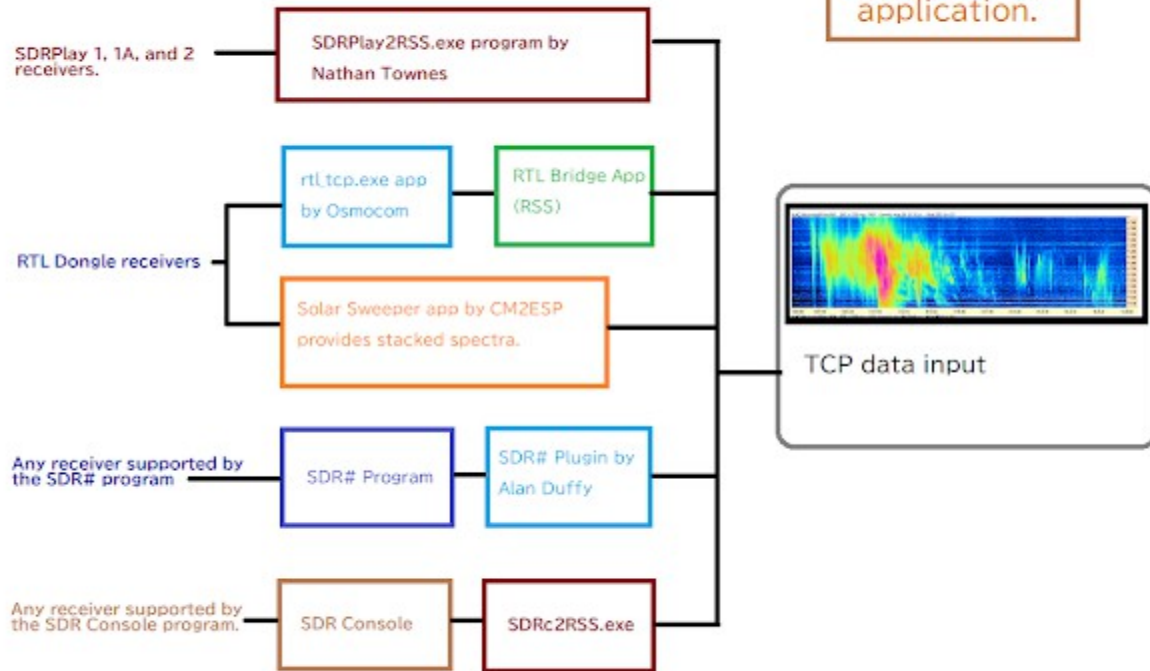 application.
SDRPlay 1, 1A, and 2
receivers.
SDRPlay2RSS.exe program by
Nathan Townes
rtl_tcp.exe app
by Osmocom
RTL Bridge App
(RSS)
RTL Dongle receivers
Solar Sweeper app by CM2ESP
provides stacked spectra.
TCP data input
Any receiver supported by
the SDR# program
SDR# Program
SDR# Plugin by
Alan Duffy
Any receiver supported by
the SDR Console program.
SDR Console
SDRc2RSS.exe